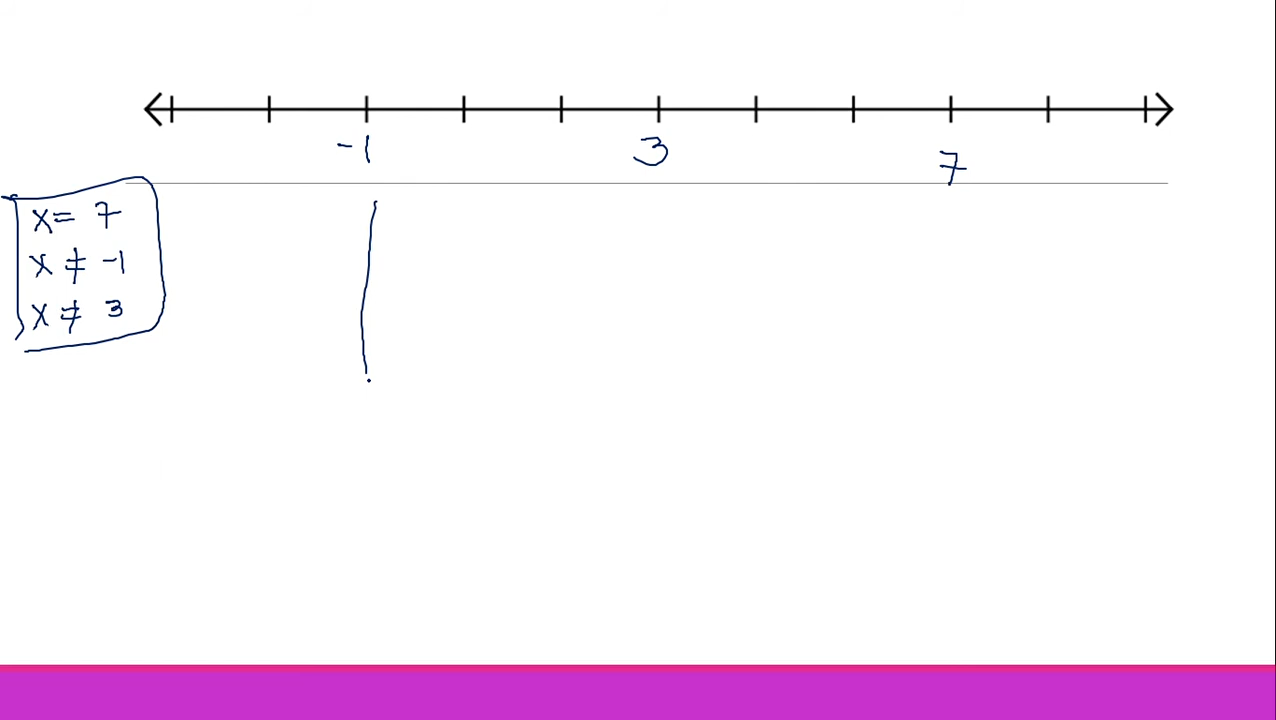 -1 3 7
x = 7
x ≠ -1
x ≠ 3